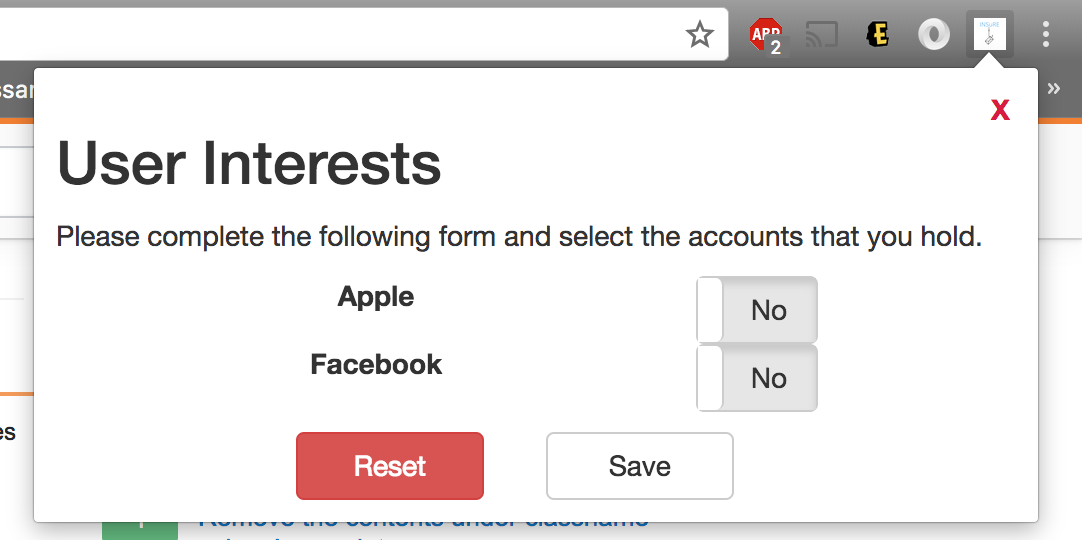 ABP
2
»
X
User Interests
Please complete the following form and select the accounts that you hold.
Apple
No
Facebook
No
Reset
Save
es
Remove the contents under classname